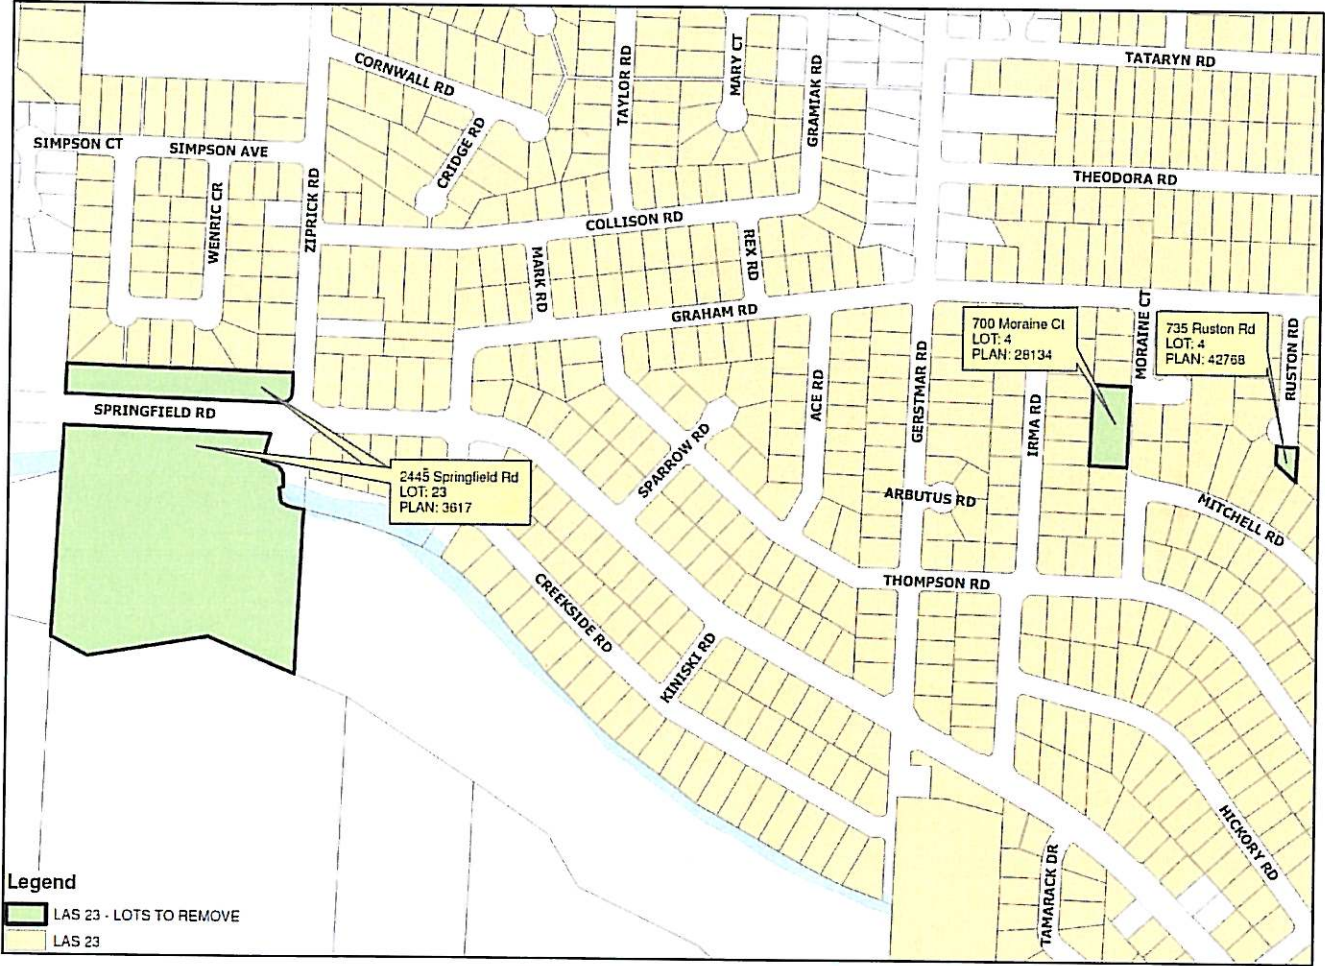 TATARYN RD
CORNWALL RD
TAYLOR RD
MARY CT
GRAMIAK RD
SIMPSON CT
SIMPSON AVE
CRIDGE RD
THEODORA RD
WENRIC CR
ZIPRICK RD
COLLISON RD
MARK RD
REX RD
GRAHAM RD
700 Moraine Ct
LOT: 4
PLAN: 28134
MORAINE CT
735 Ruston Rd
LOT: 4
PLAN: 42768
RUSTON RD
SPRINGFIELD RD
ACE RD
GERSTMAR RD
IRMA RD
SPARROW RD
2445 Springfield Rd
LOT: 23
PLAN: 3617
ARBUTUS RD
MITCHELL RD
THOMPSON RD
CREEKSIDE RD
KINISKI RD
HICKORY RD
TAMARACK DR
Legend
LAS 23 - LOTS TO REMOVE
LAS 23